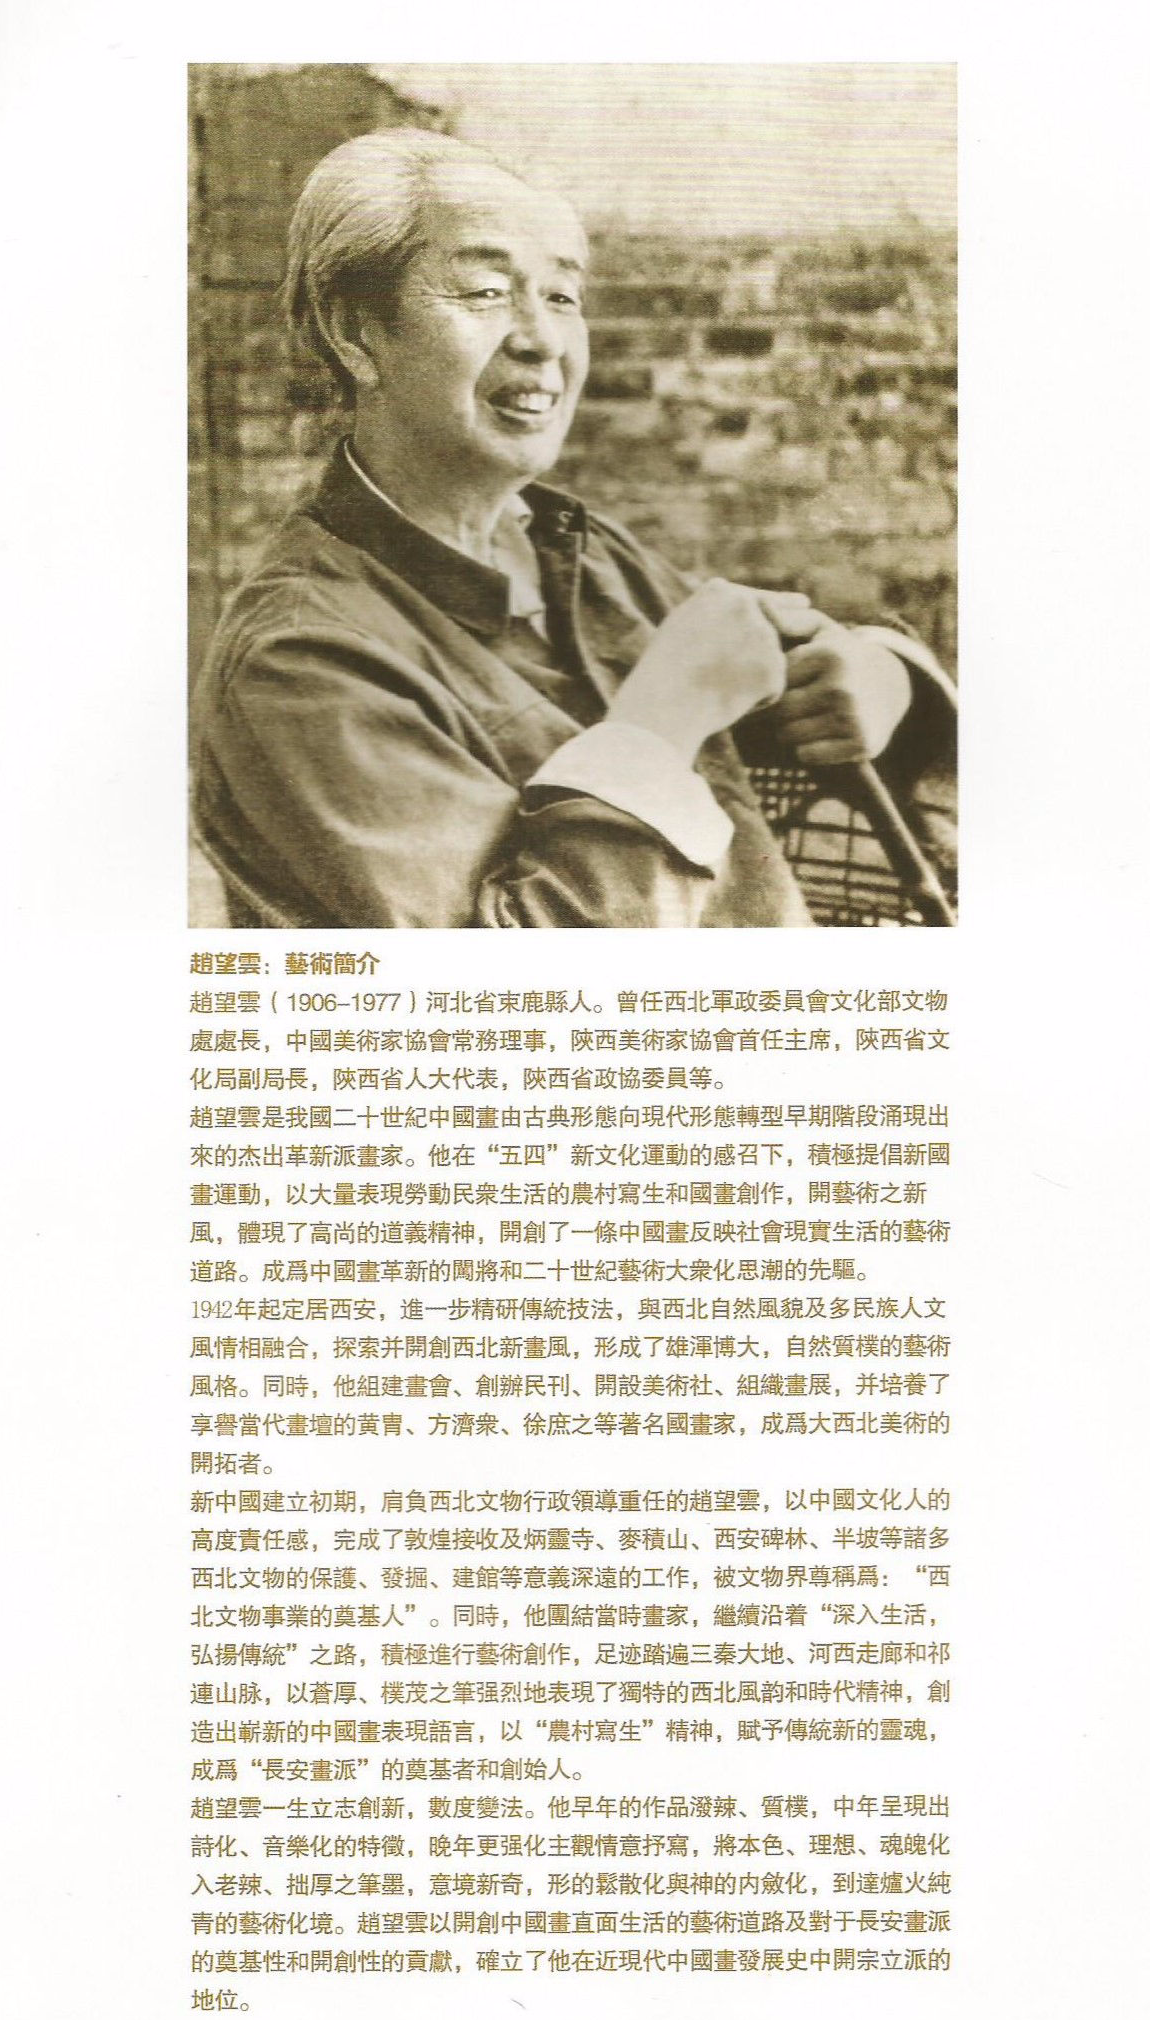 趙望雲：藝術簡介
趙望雲（1906–1977）河北省束鹿縣人。曾任西北軍政委員會文化部文物
處處長，中國美術家協會常務理事，陝西美術家協會首任主席，陝西省文
化局副局長，陝西省人大代表，陝西省政協委員等。
趙望雲是我國二十世紀中國畫由古典形態向現代形態轉型早期階段涌現出
來的杰出革新派畫家。他在“五四”新文化運動的感召下，積極提倡新國
畫運動，以大量表現勞動民衆生活的農村寫生和國畫創作，開藝術之新
風，體現了高尚的道義精神，開創了一條中國畫反映社會現實生活的藝術
道路。成爲中國畫革新的闖將和二十世紀藝術大衆化思潮的先驅。
1942年起定居西安，進一步精研傳統技法，與西北自然風貌及多民族人文
風情相融合，探索并開創西北新畫風，形成了雄渾博大，自然質樸的藝術
風格。同時，他組建畫會、創辦民刊、開設美術社、組織畫展，并培養了
享譽當代畫壇的黄胄、方濟衆、徐庶之等著名國畫家，成爲大西北美術的
開拓者。
新中國建立初期，肩負西北文物行政領導重任的趙望雲，以中國文化人的
高度責任感，完成了敦煌接收及炳靈寺、麥積山、西安碑林、半坡等諸多
西北文物的保護、發掘、建館等意義深遠的工作，被文物界尊稱爲：“西
北文物事業的奠基人”。同時，他團結當時畫家，繼續沿着“深入生活，
弘揚傳統”之路，積極進行藝術創作，足迹踏遍三秦大地、河西走廊和祁
連山脉，以蒼厚、樸茂之筆强烈地表現了獨特的西北風韵和時代精神，創
造出嶄新的中國畫表現語言，以“農村寫生”精神，賦予傳統新的靈魂，
成爲“長安畫派”的奠基者和創始人。
趙望雲一生立志創新，數度變法。他早年的作品潑辣、質樸，中年呈現出
詩化、音樂化的特徵，晚年更强化主觀情意抒寫，將本色、理想、魂魄化
入老辣、拙厚之筆墨，意境新奇，形的鬆散化與神的内斂化，到達爐火純
青的藝術化境。趙望雲以開創中國畫直面生活的藝術道路及對于長安畫派
的奠基性和開創性的貢獻，確立了他在近現代中國畫發展史中開宗立派的
地位。